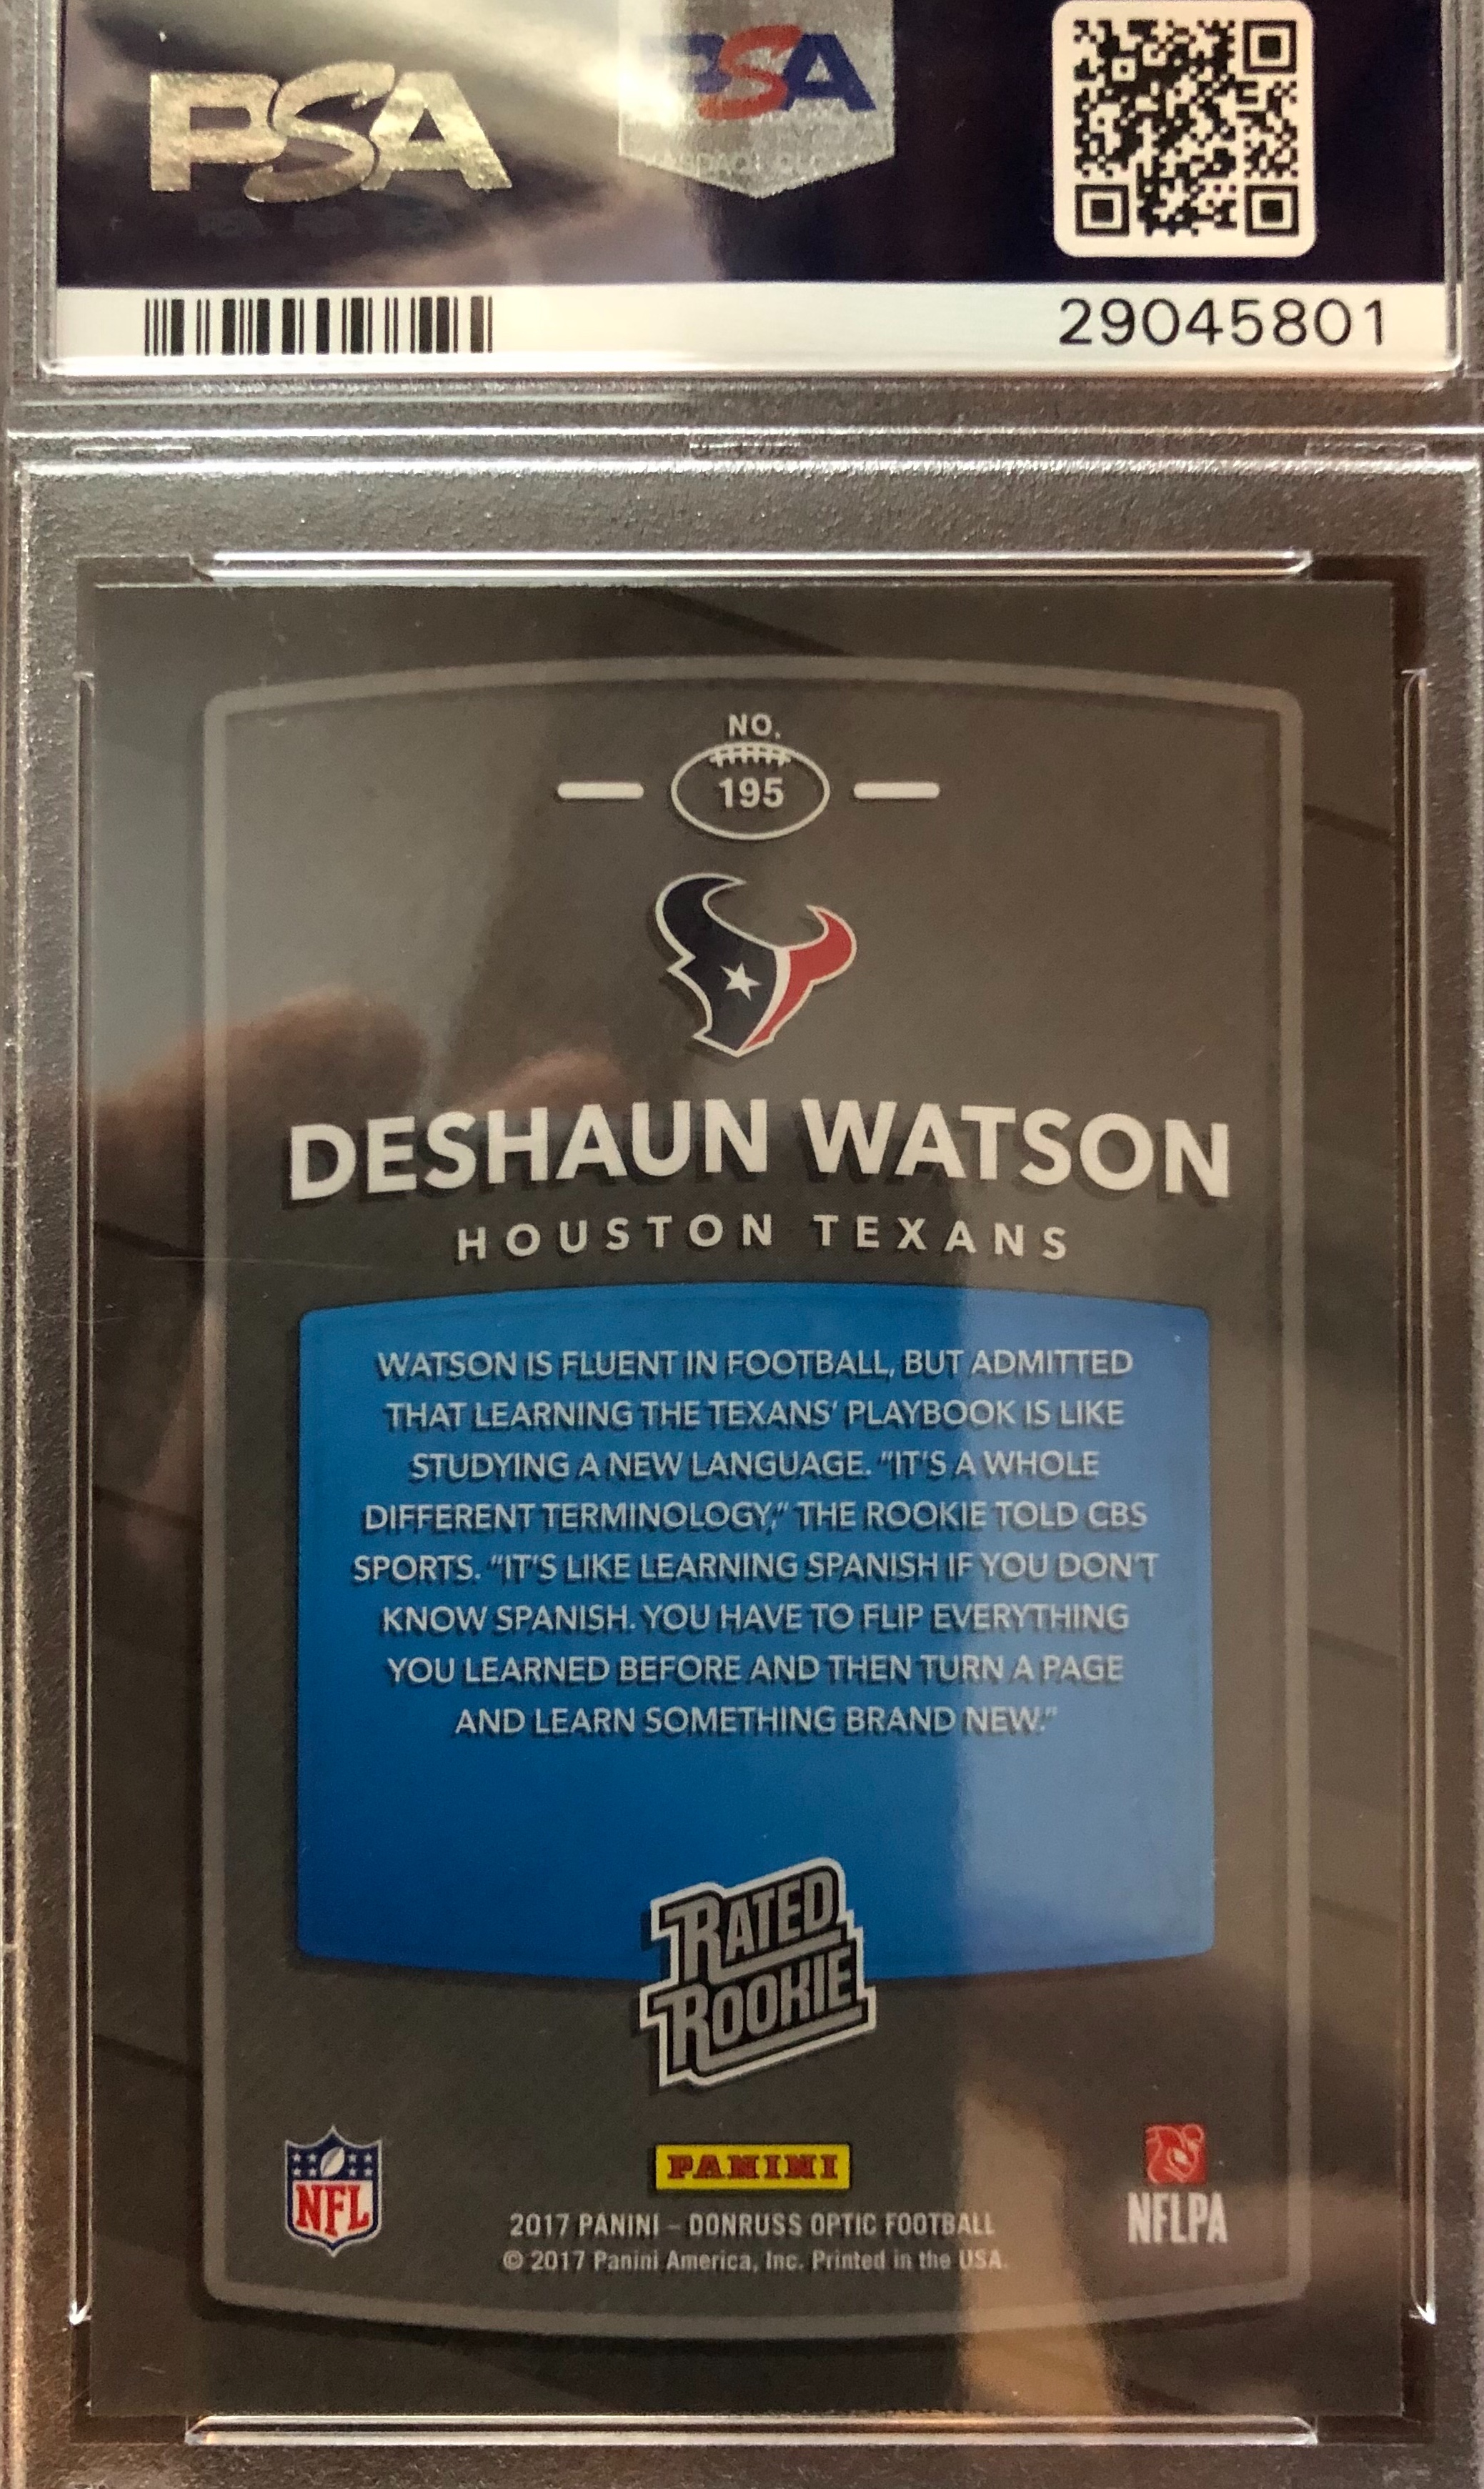 PSA
PSA
29045801
NO.
195
DESHAUN WATSON
HOUSTON TEXANS
WATSON IS FLUENT IN FOOTBALL, BUT ADMITTED
THAT LEARNING THE TEXANS' PLAYBOOK IS LIKE
STUDYING A NEW LANGUAGE. "IT'S A WHOLE
DIFFERENT TERMINOLOGY," THE ROOKIE TOLD CBS
SPORTS. "IT'S LIKE LEARNING SPANISH IF YOU DON'T
KNOW SPANISH. YOU HAVE TO FLIP EVERYTHING
YOU LEARNED BEFORE AND THEN TURN A PAGE
AND LEARN SOMETHING BRAND NEW."
RATED
ROOKIE
NFL
PANINI
NFLPA
2017 PANINI – DONRUSS OPTIC FOOTBALL
© 2017 Panini America, Inc. Printed in the USA.